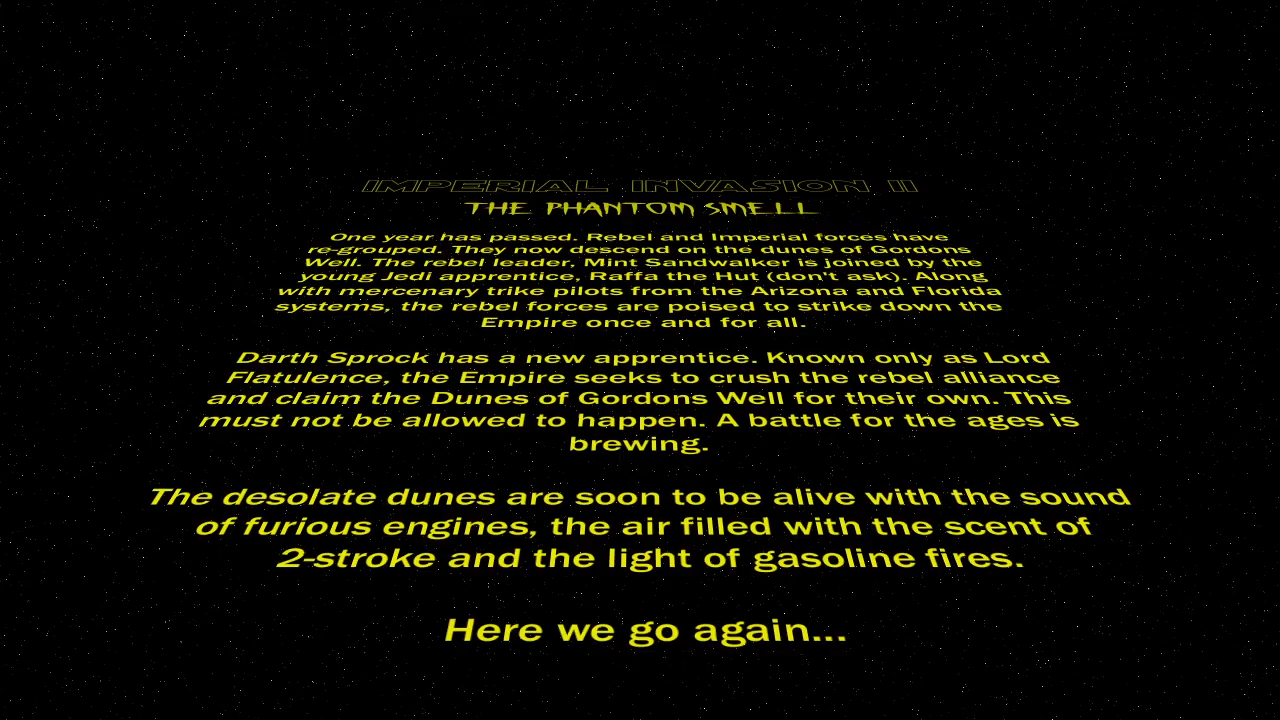 IMPERIAL INVASION II
THE PHANTOM SMELL
One year has passed. Rebel and Imperial forces have
re-grouped. They now descend on the dunes of Gordons
Well. The rebel leader, Mint Sandwalker is joined by the
young Jedi apprentice, Raffa the Hut (don't ask). Along
with mercenary trike pilots from the Arizona and Florida
systems, the rebel forces are poised to strike down the
Empire once and for all.
Darth Sprock has a new apprentice. Known only as Lord
Flatulence, the Empire seeks to crush the rebel alliance
and claim the Dunes of Gordons Well for their own. This
must not be allowed to happen. A battle for the ages is
brewing.
The desolate dunes are soon to be alive with the sound
of furious engines, the air filled with the scent of
2-stroke and the light of gasoline fires.
Here we go again...